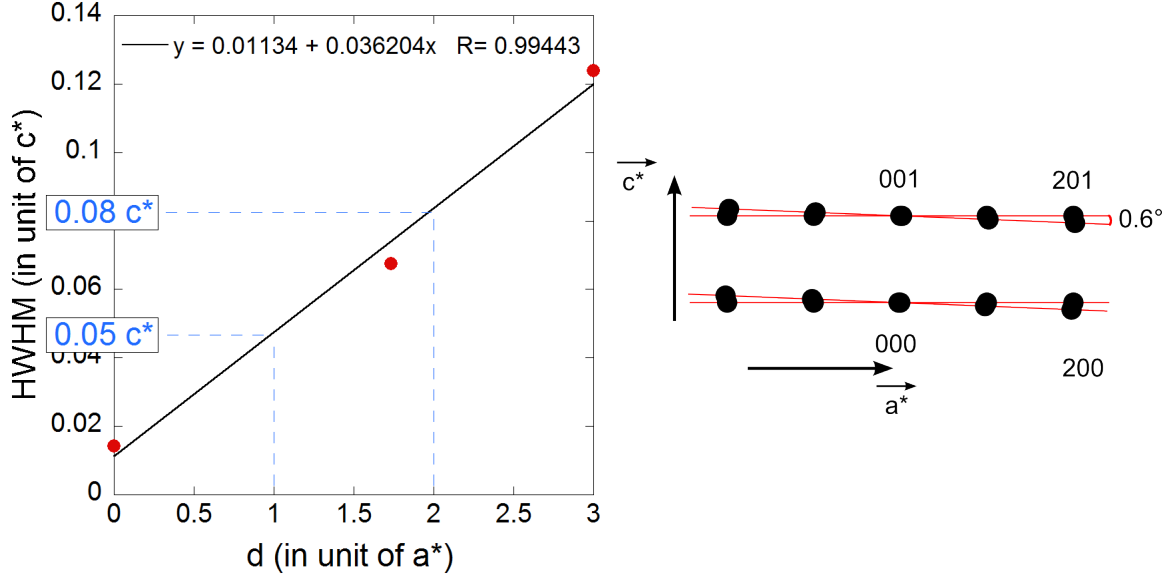 0.14
y = 0.01134 + 0.036204x R= 0.99443
0.12
0.1
0.08 c*
0.06
0.05 c*
0.04
0.02
0
0 0.5 1 1.5 2 2.5 3
HWHM (in unit of c*)
d (in unit of a*)
c*
001 201
0.6°
000 200
a*